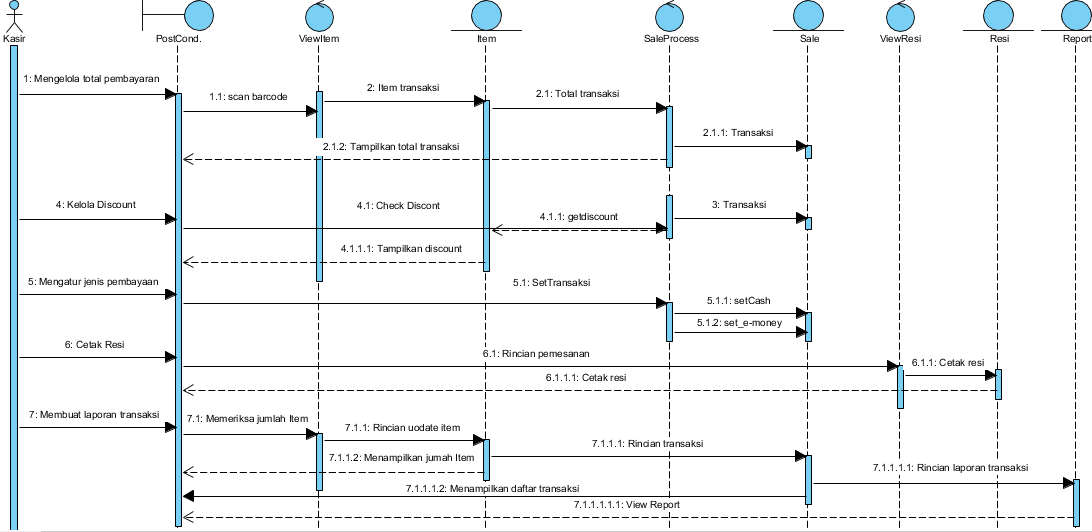 Kasir
PostCond.
ViewItem
Item
SaleProcess
Sale
ViewResi
Resi
Report
1: Mengelola total pembayaran
1.1: scan barcode
2: Item transaksi
2.1: Total transaksi
2.1.1: Transaksi
2.1.2: Tampilkan total transaksi
4: Kelola Discount
4.1: Check Discont
4.1.1: getdiscount
3: Transaksi
4.1.1.1: Tampilkan discount
5: Mengatur jenis pembayaan
5.1: SetTransaksi
5.1.1: setCash
5.1.2: set_e-money
6: Cetak Resi
6.1: Rincian pemesanan
6.1.1: Cetak resi
6.1.1.1: Cetak resi
7: Membuat laporan transaksi
7.1: Memeriksa jumlah Item
7.1.1: Rincian uodate item
7.1.1.1: Rincian transaksi
7.1.1.2: Menampilkan jumah Item
7.1.1.1.1: Rincian laporan transaksi
7.1.1.1.2: Menampilkan daftar transaksi
7.1.1.1.1.1: View Report